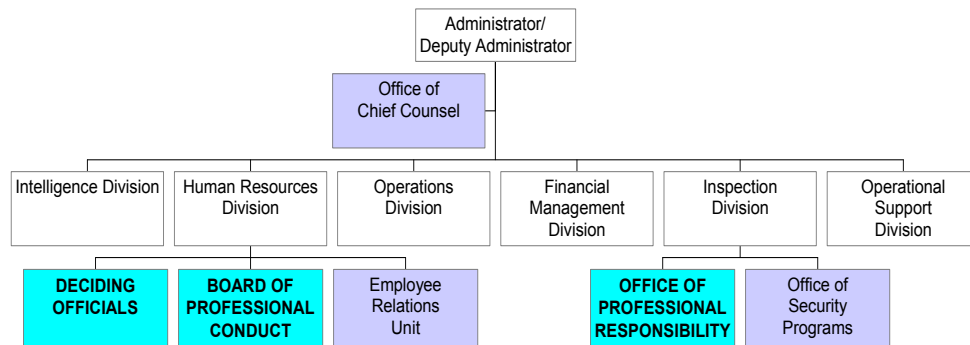 Administrator/
Deputy Administrator
Office of
Chief Counsel
Intelligence Division
Human Resources
Division
Operations
Division
Financial
Management
Division
Inspection
Division
Operational
Support
Division
DECIDING
OFFICIALS
BOARD OF
PROFESSIONAL
CONDUCT
Employee
Relations
Unit
OFFICE OF
PROFESSIONAL
RESPONSIBILITY
Office of
Security
Programs